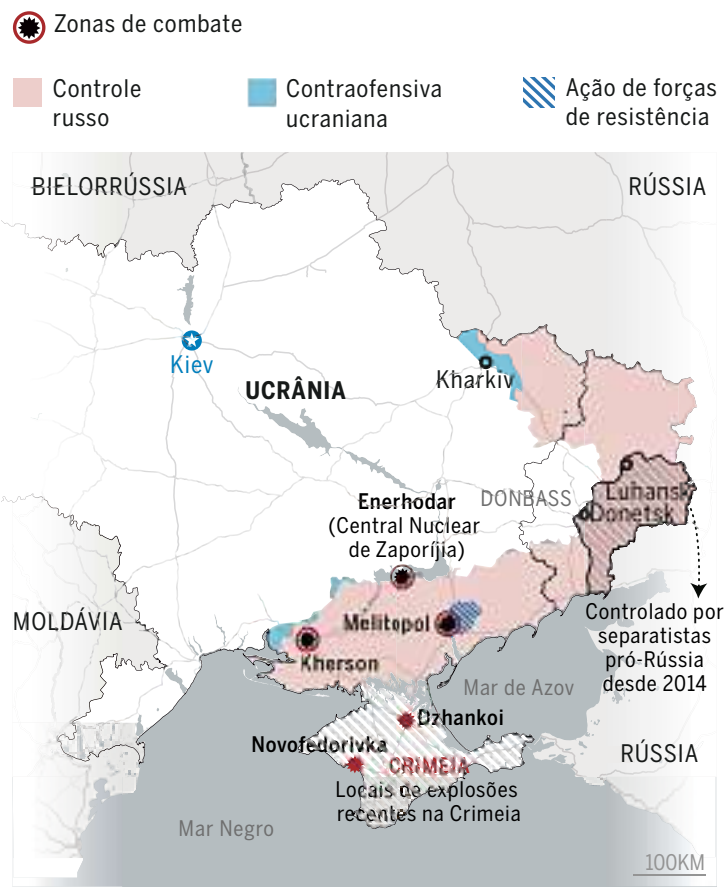 Zonas de combate
Controle
russo
Contraofensiva
ucraniana
Ação de forças
de resistência
BIELORRÚSSIA
RÚSSIA
Kiev
UCRÂNIA
Kharkiv
Enerhodar
(Central Nuclear
de Zaporíjia)
DONBASS
Luhansk
Donetsk
MOLDÁVIA
Melitopol
Kherson
Controlado por
separatistas
pró-Rússia
desde 2014
Mar de Azov
Dzhankoi
Novofedorivka
CRIMEIA
Locais de explosões
recentes na Crimeia
RÚSSIA
Mar Negro
100KM